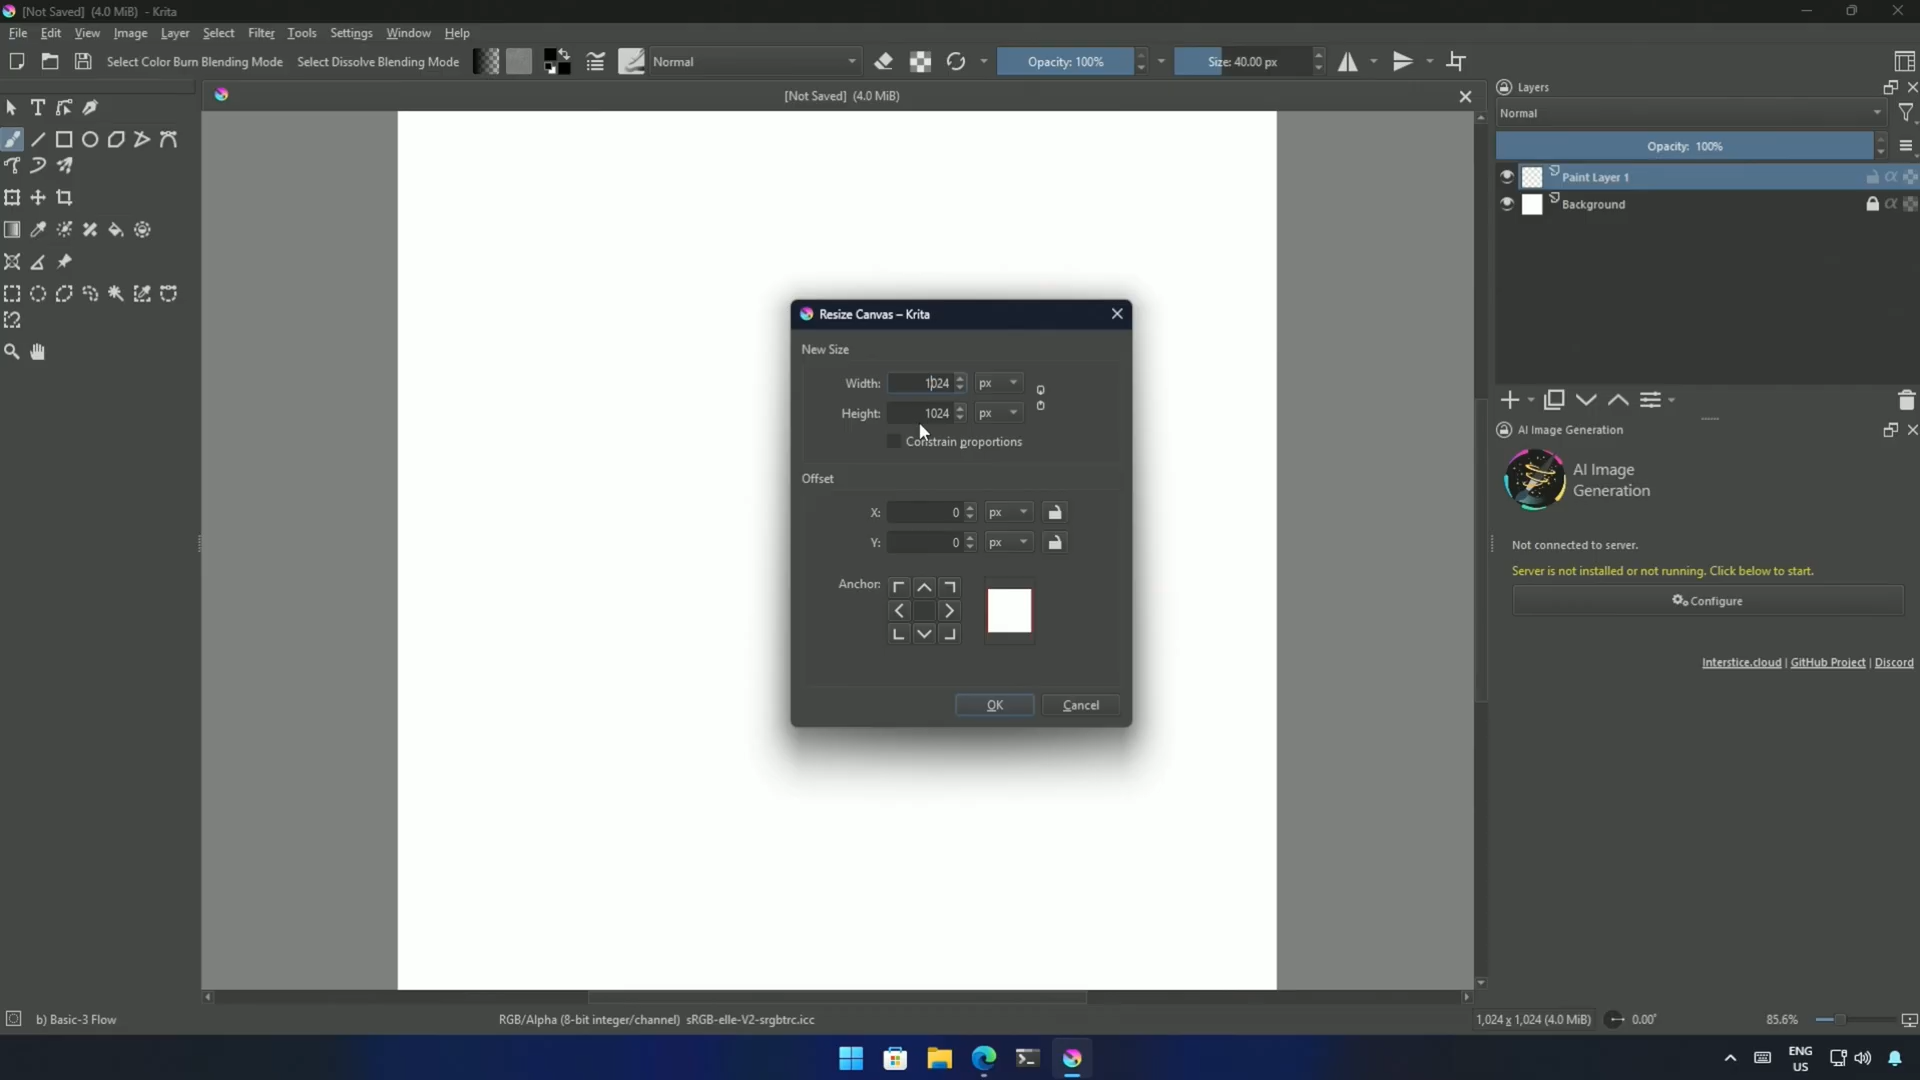 [Not Saved] (4.0 MiB) - Krita
File Edit View Image Layer Select Filter Tools Settings Window Help
Select Color Burn Blending Mode Select Dissolve Blending Mode Normal Opacity: 100% Size: 40.00 px
[Not Saved] (4.0 MiB)
Layers
Normal
Opacity: 100%
Paint Layer 1
Background
Resize Canvas – Krita
New Size
Width: 1024 px
Height: 1024 px
Constrain proportions
Offset
X: 0 px
Y: 0 px
Anchor:
OK Cancel
AI Image Generation
AI Image
Generation
Not connected to server.
Server is not installed or not running. Click below to start.
Configure
Interstice.cloud | GitHub Project | Discord
b) Basic-3 Flow RGB/Alpha (8-bit integer/channel) sRGB-elle-V2-srgbtrc.icc 1,024 x 1,024 (4.0 MiB) 0.00° 85.6%
ENG
US